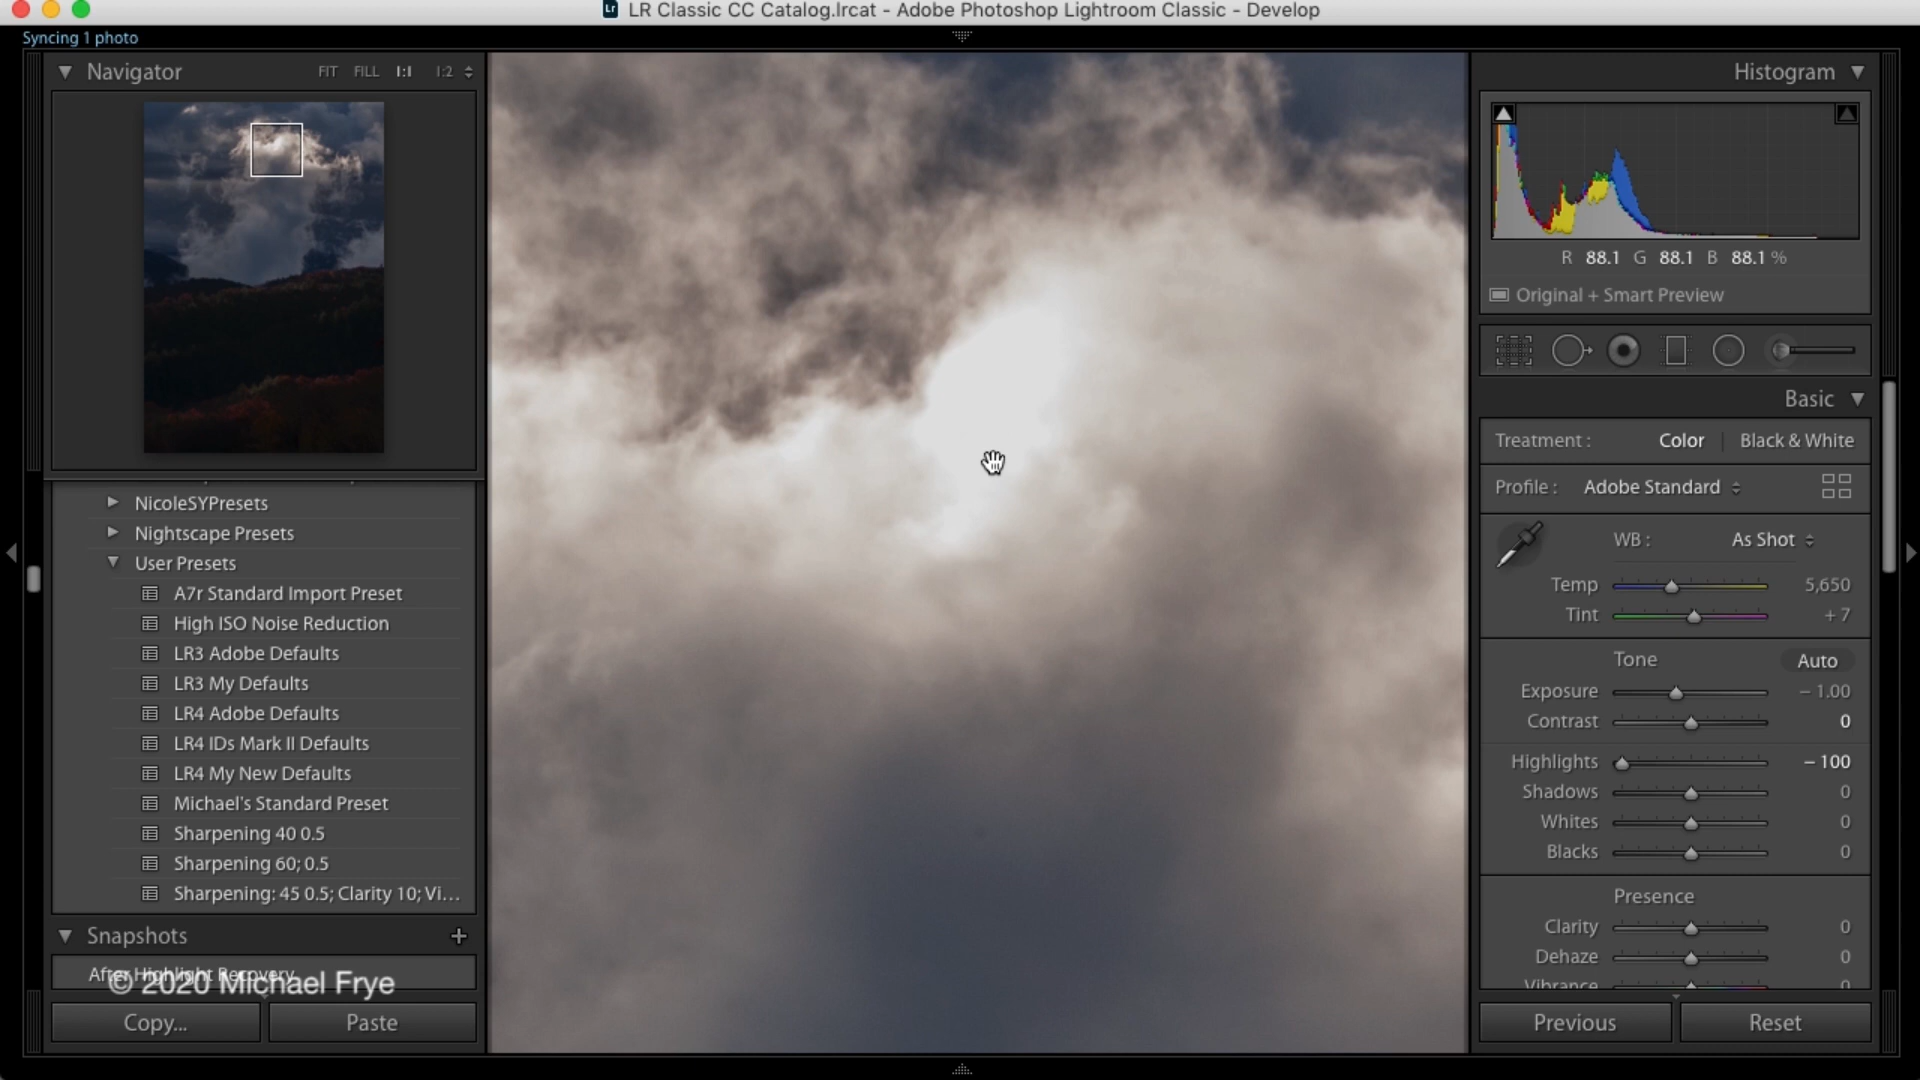 LR Classic CC Catalog.lrcat - Adobe Photoshop Lightroom Classic - Develop
Syncing 1 photo
Navigator
FIT FILL 1:1 1:2
NicoleSYPresets
Nightscape Presets
User Presets
A7r Standard Import Preset
High ISO Noise Reduction
LR3 Adobe Defaults
LR3 My Defaults
LR4 Adobe Defaults
LR4 IDs Mark II Defaults
LR4 My New Defaults
Michael's Standard Preset
Sharpening 40 0.5
Sharpening 60; 0.5
Sharpening: 45 0.5; Clarity 10; Vi...
Snapshots +
After Highlight Recovery
© 2020 Michael Frye
Copy... Paste
Histogram
R 88.1 G 88.1 B 88.1 %
Original + Smart Preview
Basic
Treatment : Color Black & White
Profile : Adobe Standard
WB : As Shot
Temp 5,650
Tint + 7
Tone Auto
Exposure – 1.00
Contrast 0
Highlights – 100
Shadows 0
Whites 0
Blacks 0
Presence
Clarity 0
Dehaze 0
Vibrance 0
Previous Reset